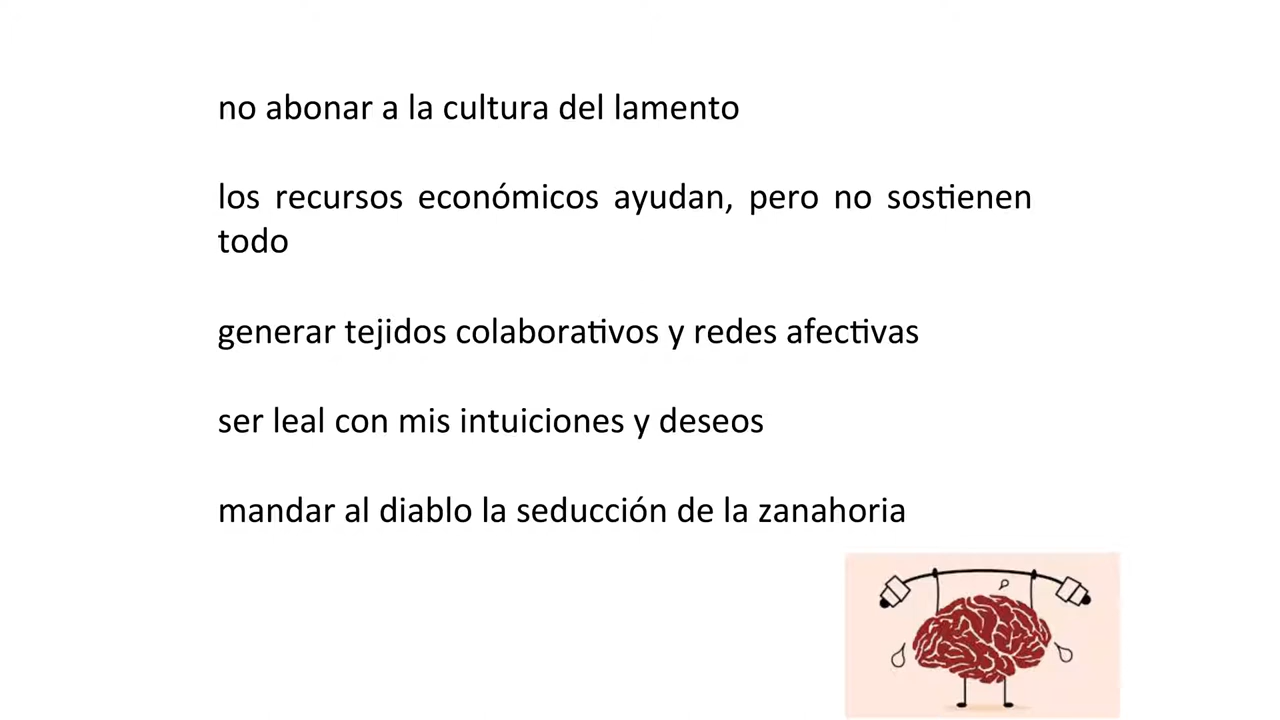 no abonar a la cultura del lamento
los recursos económicos ayudan, pero no sostienen
todo
generar tejidos colaborativos y redes afectivas
ser leal con mis intuiciones y deseos
mandar al diablo la seducción de la zanahoria